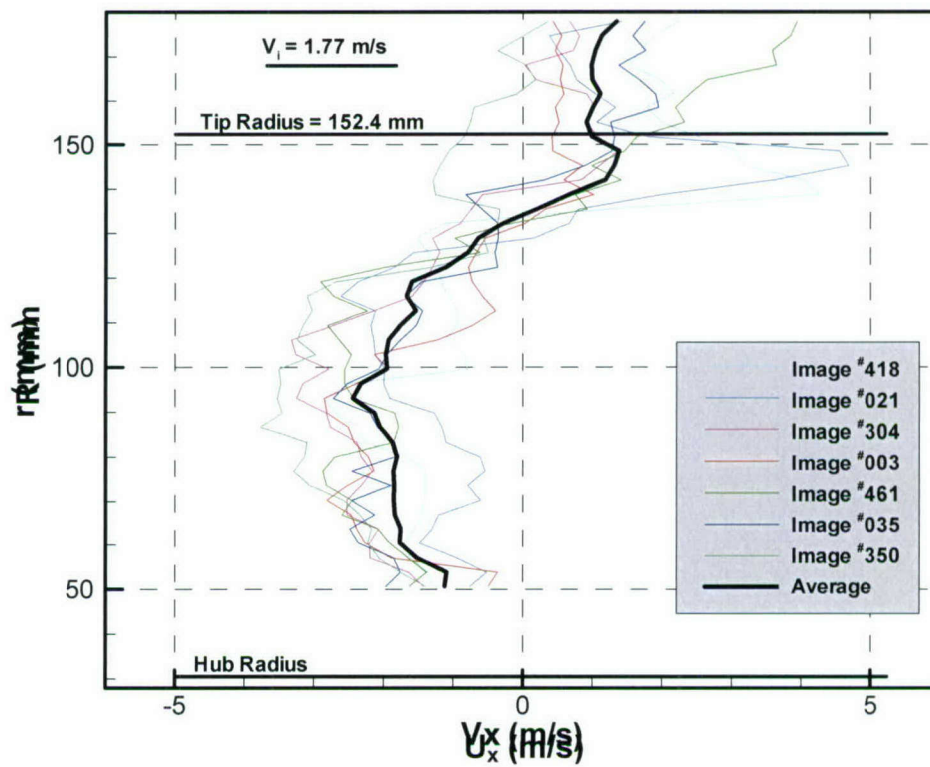 V_i = 1.77 m/s
Tip Radius = 152.4 mm
150
100
50
Image #418
Image #021
Image #304
Image #003
Image #461
Image #035
Image #350
Average
Hub Radius
-5
0
5
(m/s)